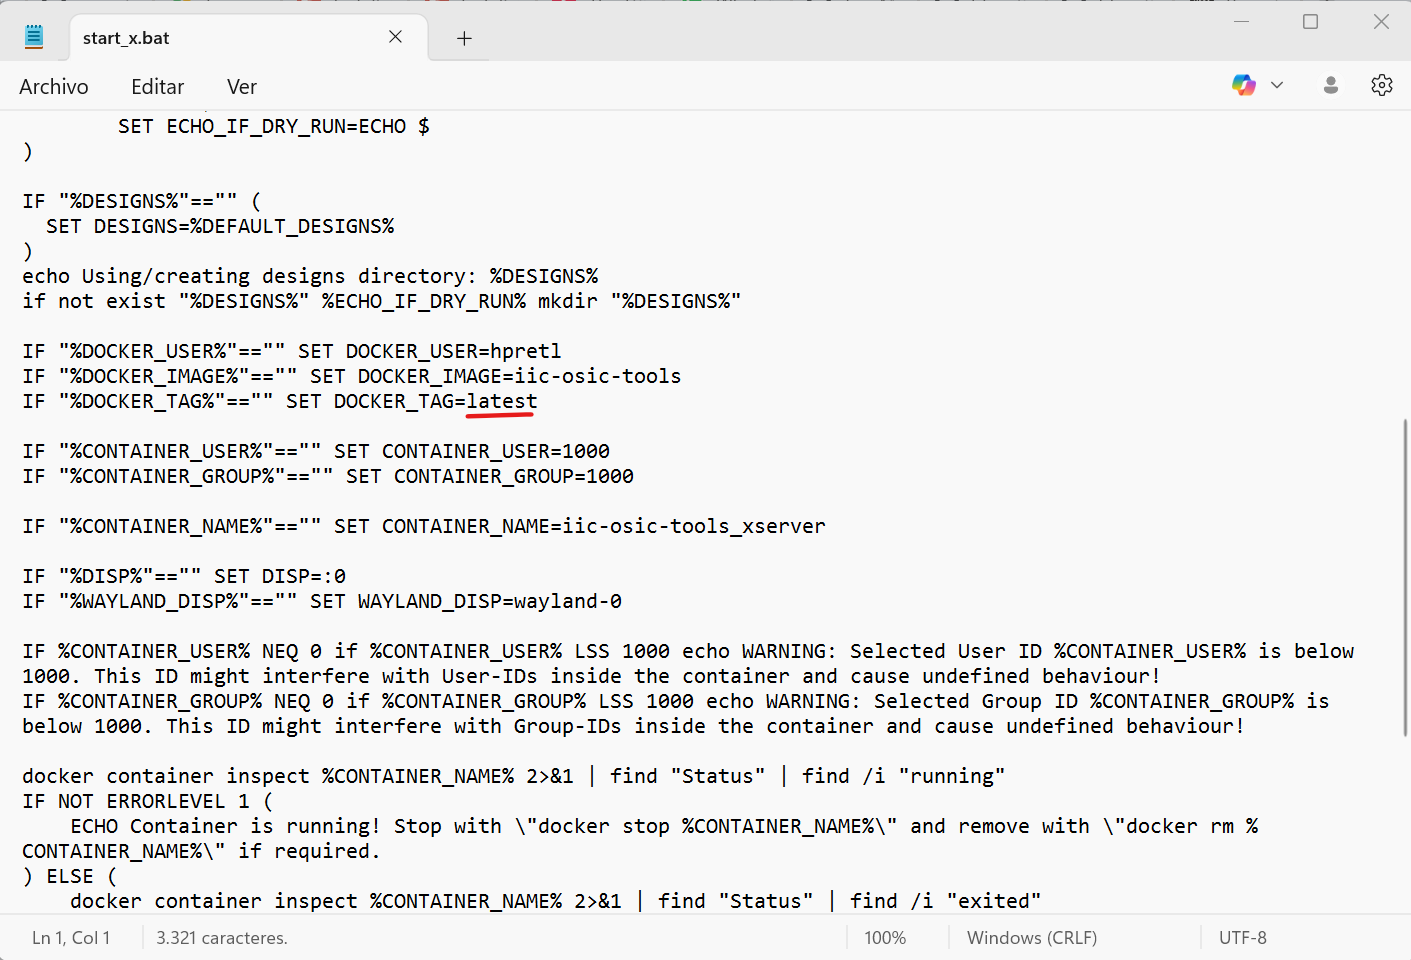 start_x.bat
Archivo Editar Ver
SET ECHO_IF_DRY_RUN=ECHO $
)
IF "%DESIGNS%"=="" (
SET DESIGNS=%DEFAULT_DESIGNS%
)
echo Using/creating designs directory: %DESIGNS%
if not exist "%DESIGNS%" %ECHO_IF_DRY_RUN% mkdir "%DESIGNS%"
IF "%DOCKER_USER%"=="" SET DOCKER_USER=hpretl
IF "%DOCKER_IMAGE%"=="" SET DOCKER_IMAGE=iic-osic-tools
IF "%DOCKER_TAG%"=="" SET DOCKER_TAG=latest
IF "%CONTAINER_USER%"=="" SET CONTAINER_USER=1000
IF "%CONTAINER_GROUP%"=="" SET CONTAINER_GROUP=1000
IF "%CONTAINER_NAME%"=="" SET CONTAINER_NAME=iic-osic-tools_xserver
IF "%DISP%"=="" SET DISP=:0
IF "%WAYLAND_DISP%"=="" SET WAYLAND_DISP=wayland-0
IF %CONTAINER_USER% NEQ 0 if %CONTAINER_USER% LSS 1000 echo WARNING: Selected User ID %CONTAINER_USER% is below
1000. This ID might interfere with User-IDs inside the container and cause undefined behaviour!
IF %CONTAINER_GROUP% NEQ 0 if %CONTAINER_GROUP% LSS 1000 echo WARNING: Selected Group ID %CONTAINER_GROUP% is
below 1000. This ID might interfere with Group-IDs inside the container and cause undefined behaviour!
docker container inspect %CONTAINER_NAME% 2>&1 | find "Status" | find /i "running"
IF NOT ERRORLEVEL 1 (
ECHO Container is running! Stop with \"docker stop %CONTAINER_NAME%\" and remove with \"docker rm %
CONTAINER_NAME%\" if required.
) ELSE (
docker container inspect %CONTAINER_NAME% 2>&1 | find "Status" | find /i "exited"
Ln 1, Col 1 3.321 caracteres. 100% Windows (CRLF) UTF-8